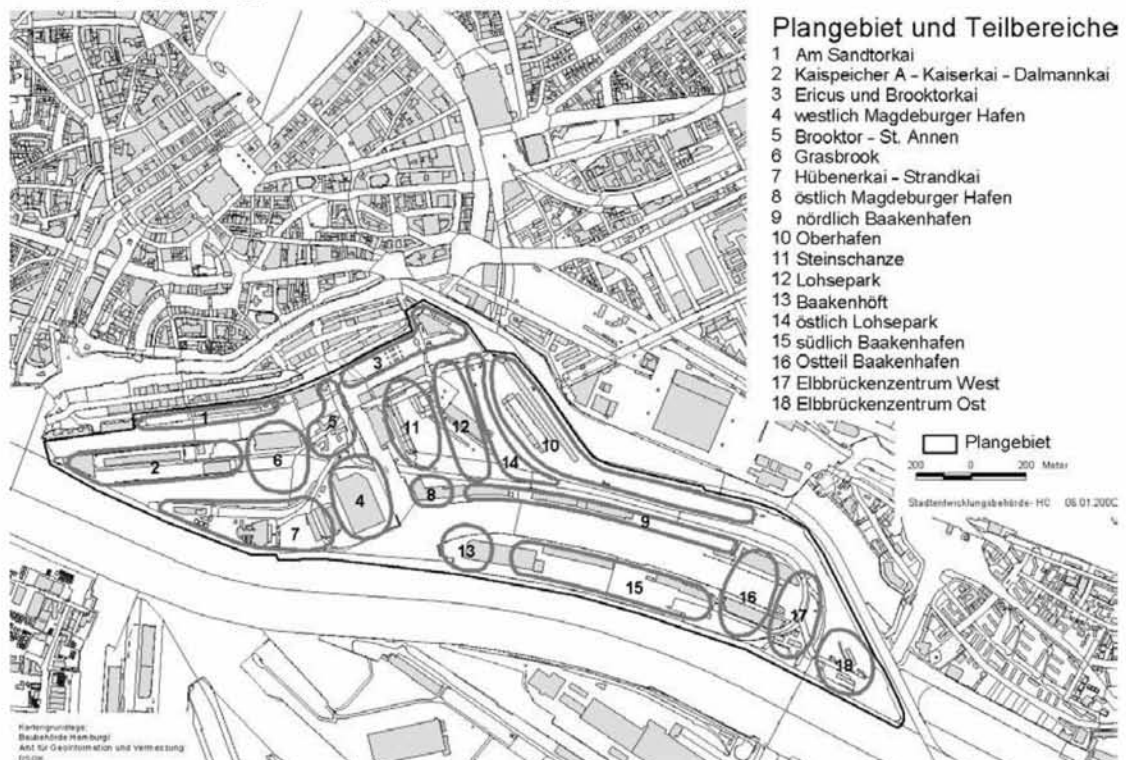 Plangebiet und Teilbereiche
1 Am Sandtorkai
2 Kaispeicher A - Kaiserkai - Dalmannkai
3 Ericus und Brooktorkai
4 westlich Magdeburger Hafen
5 Brooktor - St. Annen
6 Grasbrook
7 Hübenerkai - Strandkai
8 östlich Magdeburger Hafen
9 nördlich Baakenhafen
10 Oberhafen
11 Steinschanze
12 Lohsepark
13 Baakenhöft
14 östlich Lohsepark
15 südlich Baakenhafen
16 Ostteil Baakenhafen
17 Elbbrückenzentrum West
18 Elbbrückenzentrum Ost
Plangebiet
200 0 200 Meter
Stadtentwicklungsbehörde- HC 06.01.200
3
1
5
11
12
2
6
10
14
4
8
9
7
13
15
16
17
18
Kartengrundlage:
Baubehörde Hamburg/
Amt für Geoinformation und Vermessung